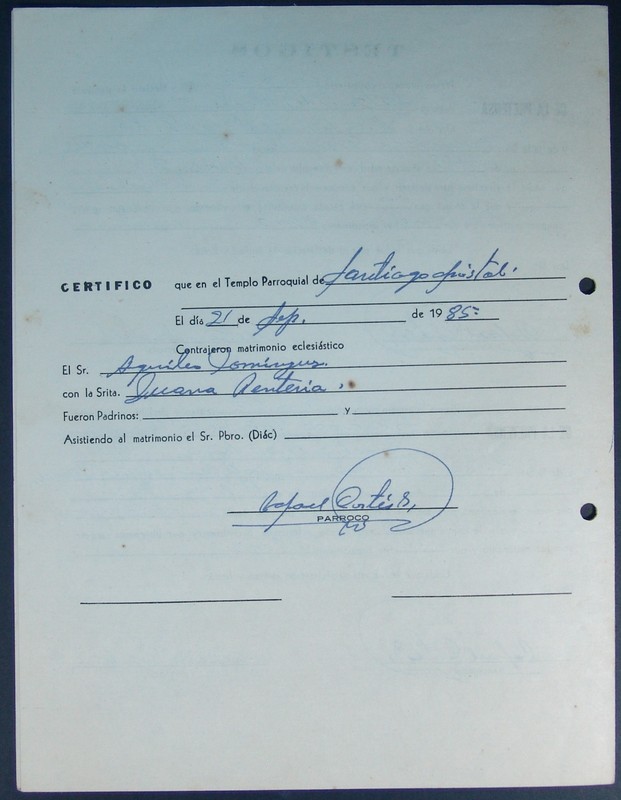 CERTIFICO que en el Templo Parroquial de Santiago Apóstol.
El día 21 de Sep. de 1985=
Contrajeron matrimonio eclesiástico
El Sr. Aquiles Domínguez.
con la Srita. Juana Rentería.
Fueron Padrinos: y
Asistiendo al matrimonio el Sr. Pbro. (Diác)
Rafael Cortés
PARROCO